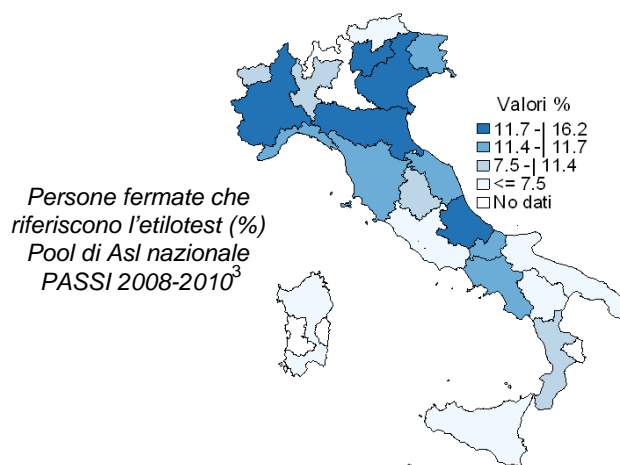 Valori %
11.7 -| 16.2
11.4 -| 11.7
7.5 -| 11.4
<= 7.5
No dati
Persone fermate che
riferiscono l'etilotest (%)
Pool di Asl nazionale
PASSI 2008-2010³